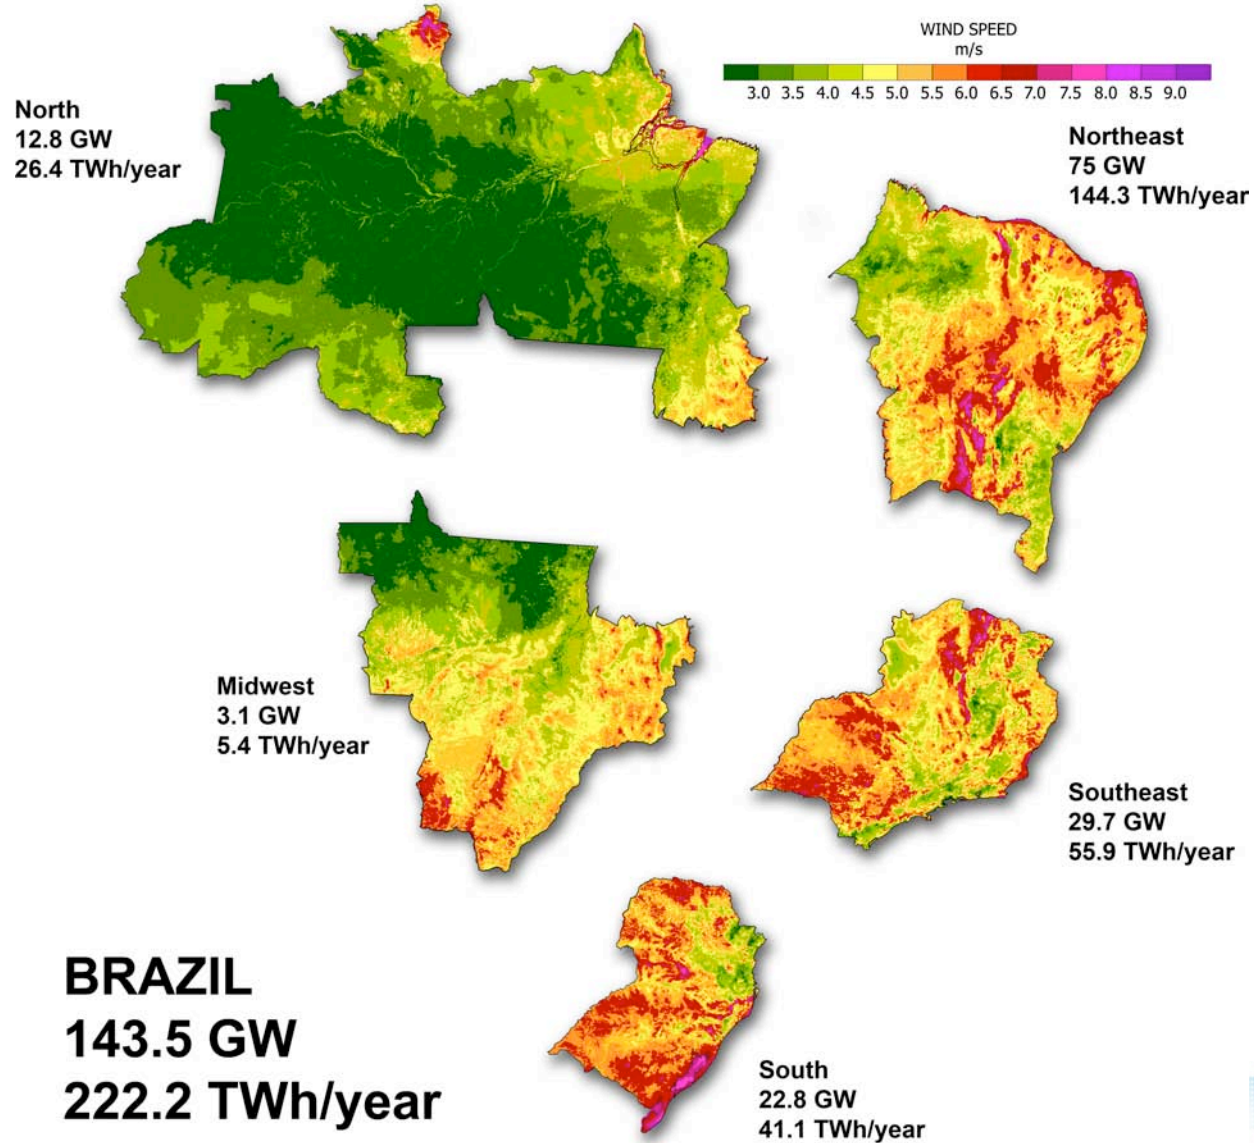 WIND SPEED
m/s
3.0 3.5 4.0 4.5 5.0 5.5 6.0 6.5 7.0 7.5 8.0 8.5 9.0
North
12.8 GW
26.4 TWh/year
Northeast
75 GW
144.3 TWh/year
Midwest
3.1 GW
5.4 TWh/year
Southeast
29.7 GW
55.9 TWh/year
BRAZIL
143.5 GW
222.2 TWh/year
South
22.8 GW
41.1 TWh/year